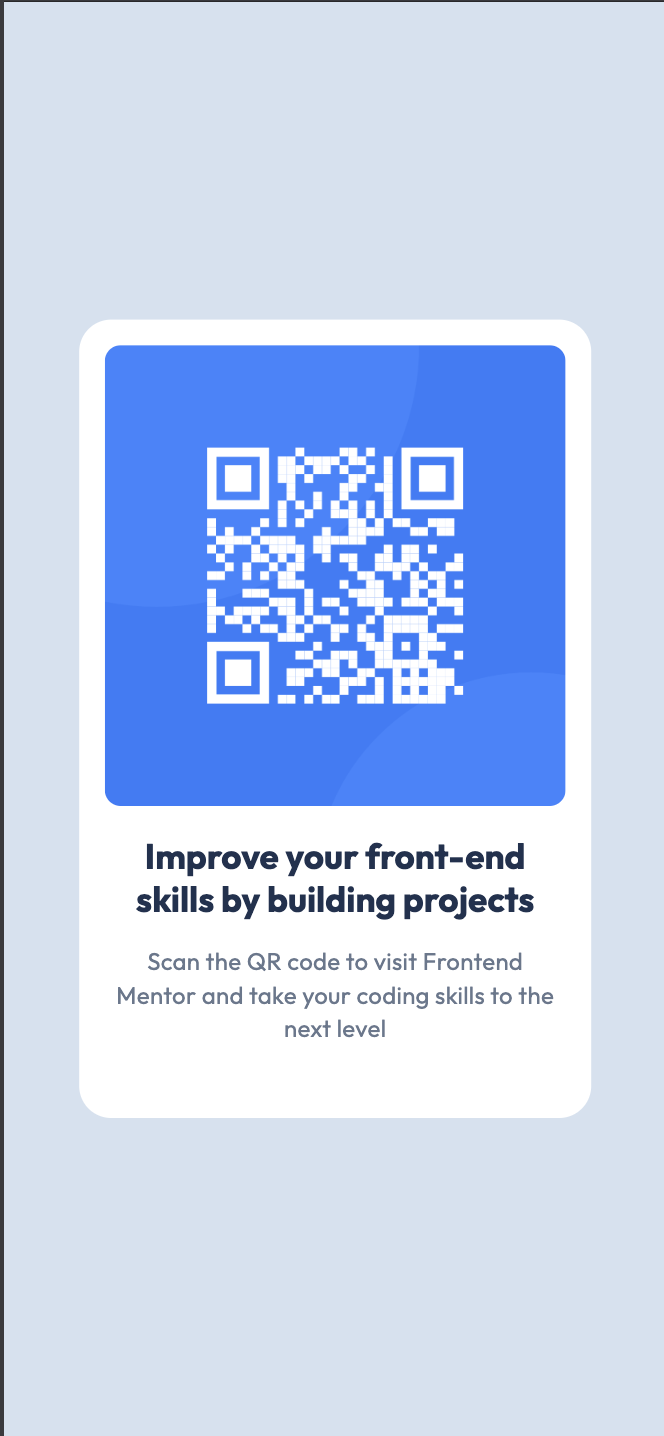 Improve your front-end
skills by building projects
Scan the QR code to visit Frontend
Mentor and take your coding skills to the
next level